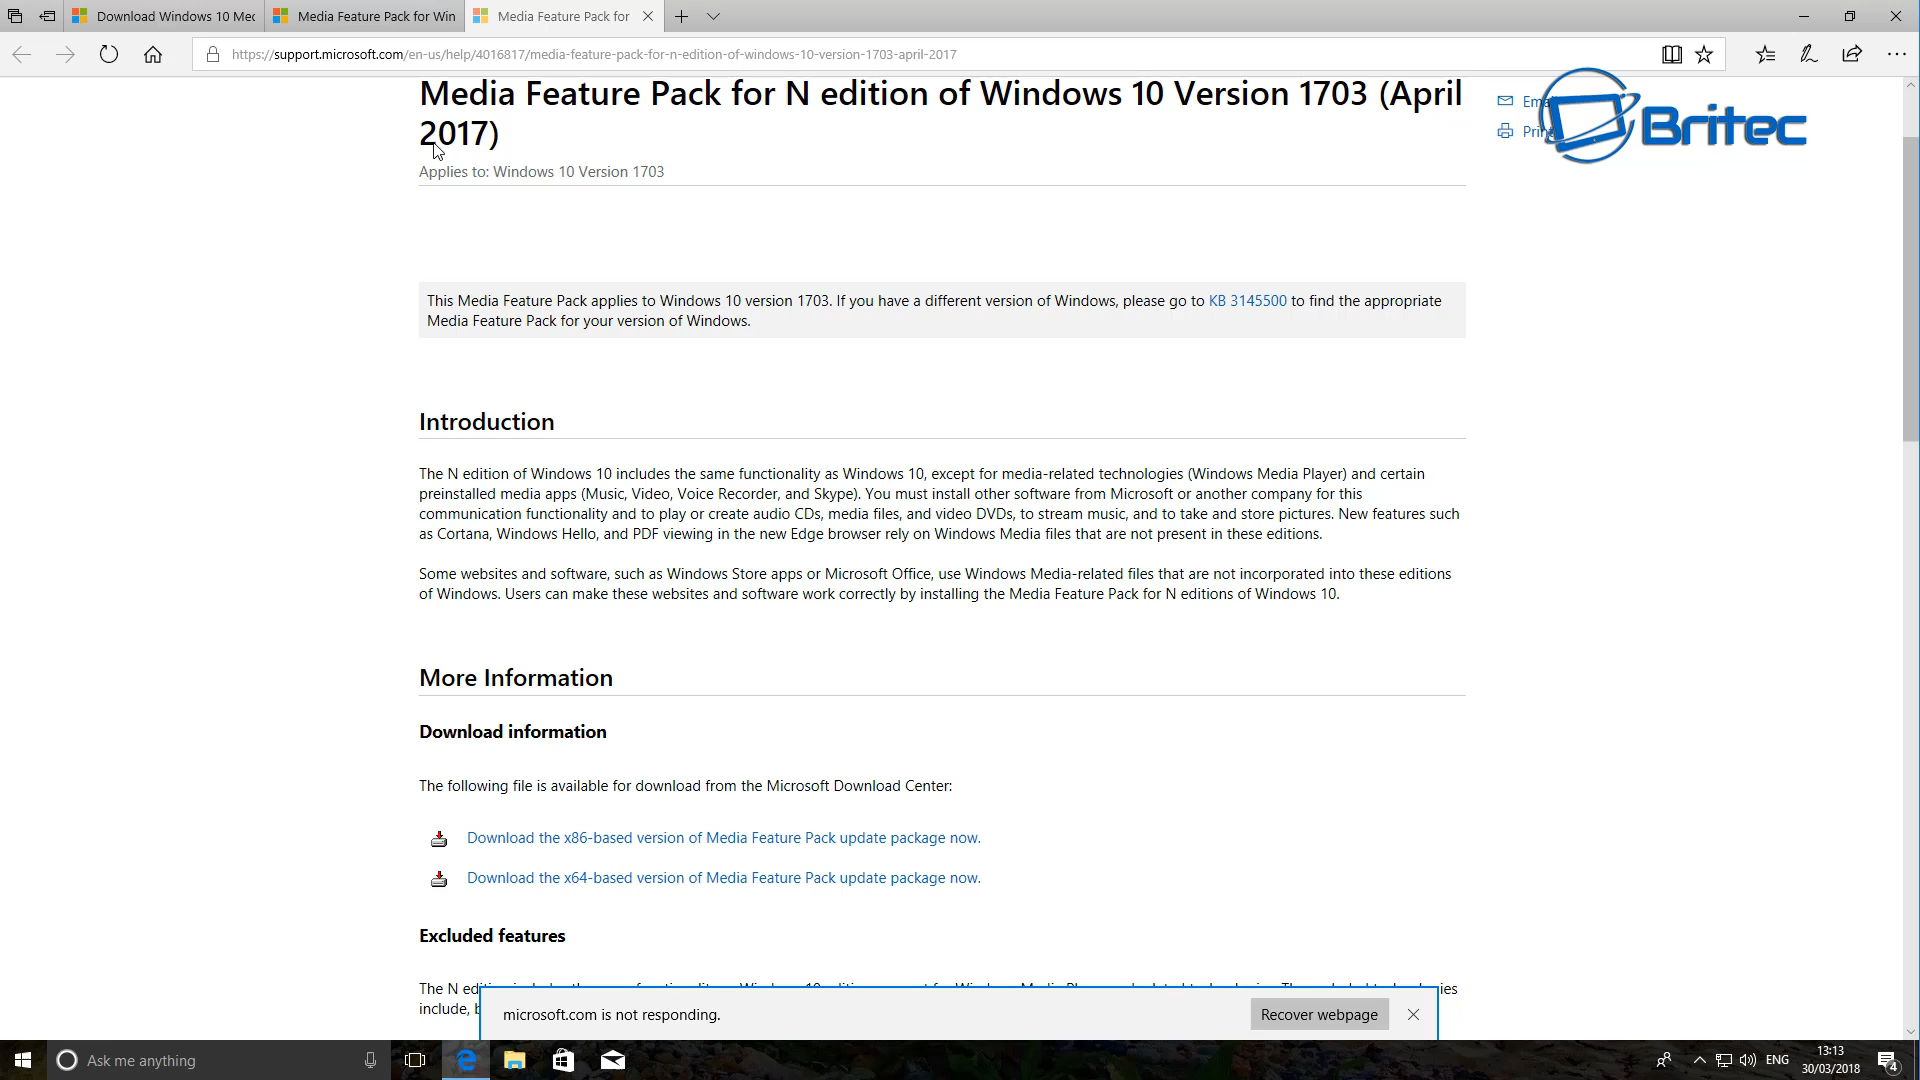 Download Windows 10 Mec
Media Feature Pack for Win
Media Feature Pack for
https://support.microsoft.com/en-us/help/4016817/media-feature-pack-for-n-edition-of-windows-10-version-1703-april-2017
Media Feature Pack for N edition of Windows 10 Version 1703 (April
2017)
Applies to: Windows 10 Version 1703
Ema
Print
Britec
This Media Feature Pack applies to Windows 10 version 1703. If you have a different version of Windows, please go to KB 3145500 to find the appropriate
Media Feature Pack for your version of Windows.
Introduction
The N edition of Windows 10 includes the same functionality as Windows 10, except for media-related technologies (Windows Media Player) and certain
preinstalled media apps (Music, Video, Voice Recorder, and Skype). You must install other software from Microsoft or another company for this
communication functionality and to play or create audio CDs, media files, and video DVDs, to stream music, and to take and store pictures. New features such
as Cortana, Windows Hello, and PDF viewing in the new Edge browser rely on Windows Media files that are not present in these editions.
Some websites and software, such as Windows Store apps or Microsoft Office, use Windows Media-related files that are not incorporated into these editions
of Windows. Users can make these websites and software work correctly by installing the Media Feature Pack for N editions of Windows 10.
More Information
Download information
The following file is available for download from the Microsoft Download Center:
Download the x86-based version of Media Feature Pack update package now.
Download the x64-based version of Media Feature Pack update package now.
Excluded features
The N
include,
microsoft.com is not responding.
Recover webpage
Ask me anything
ENG
13:13
30/03/2018
4